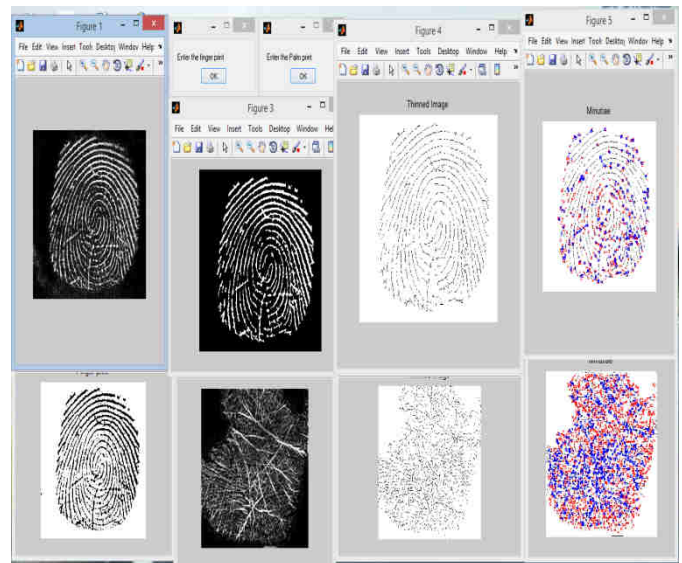 Figure 1
File Edit View Insert Tools Desktop Window Help
Enter the finger print
OK
Enter the Palm print
OK
Figure 3
File Edit View Insert Tools Desktop Window Hel
Figure 4
File Edit View Insert Tools Desktop Window Help
Thinned Image
Figure 5
File Edit View Insert Tools Desktop Window Help
Minutiae